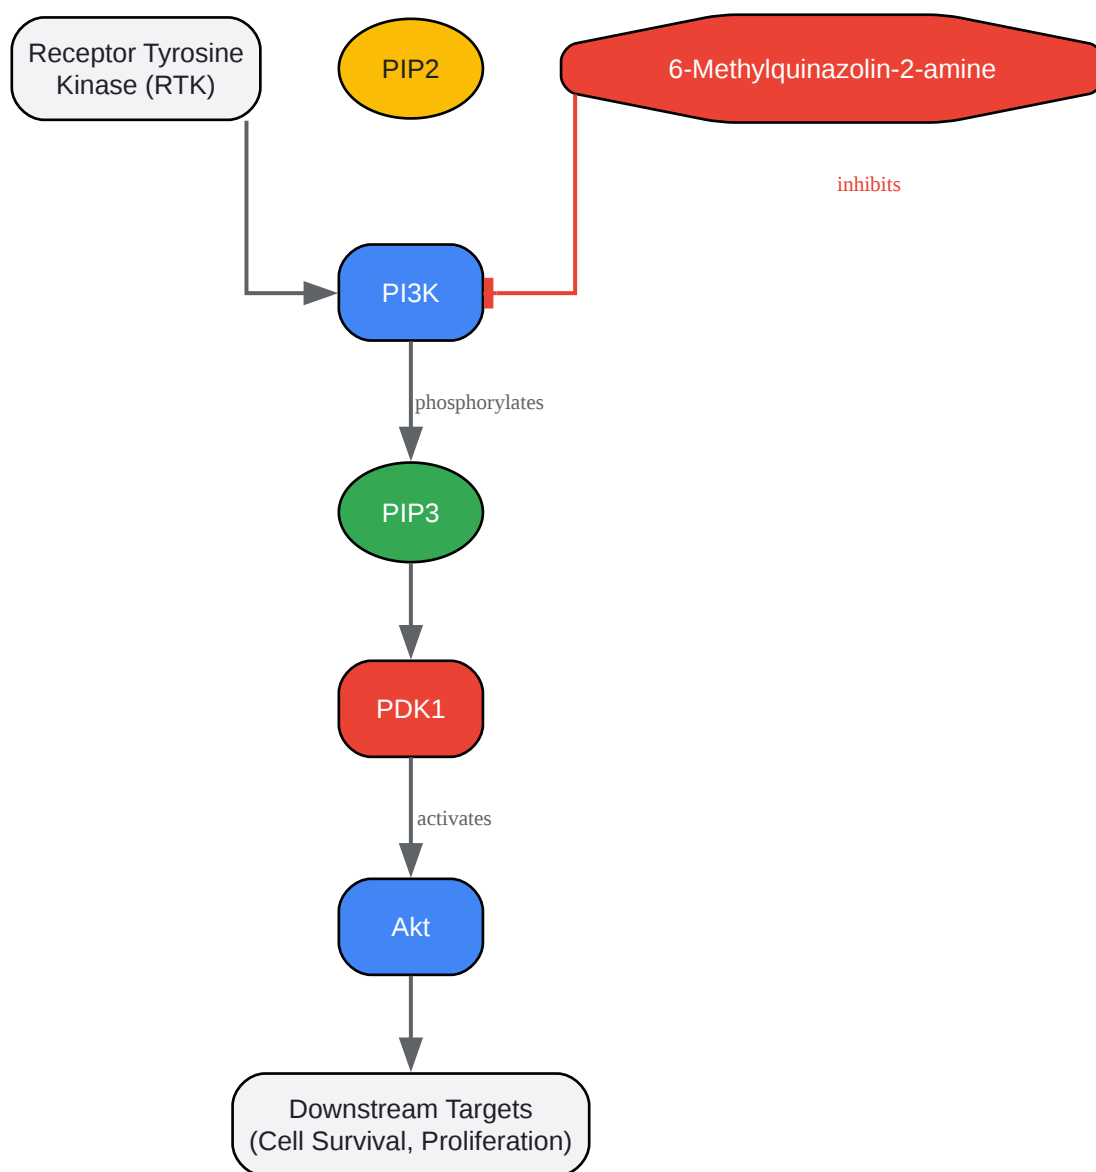 Receptor Tyrosine
Kinase (RTK)
PIP2
6-Methylquinazolin-2-amine
inhibits
PI3K
phosphorylates
PIP3
PDK1
activates
Akt
Downstream Targets
(Cell Survival, Proliferation)